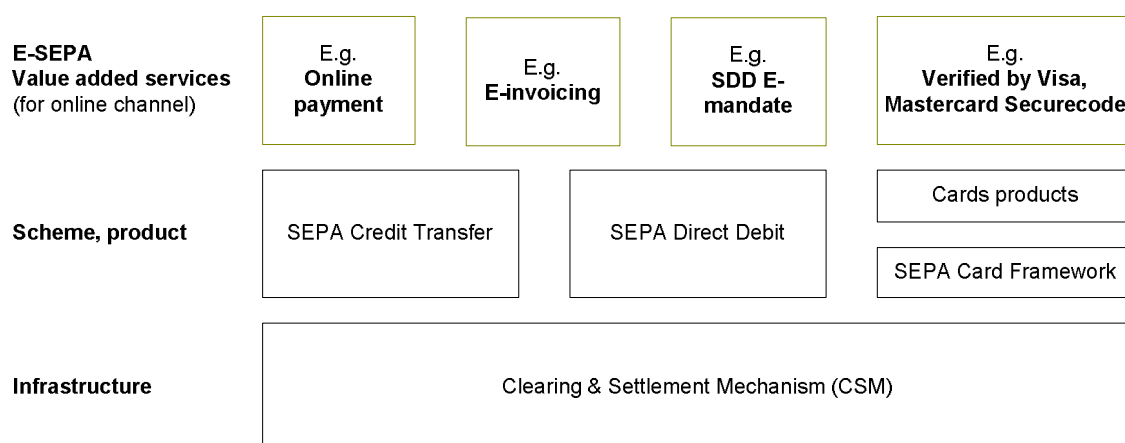 E-SEPA
Value added services
(for online channel)
E.g.
Online
payment
E.g.
E-invoicing
E.g.
SDD E-
mandate
E.g.
Verified by Visa,
Mastercard Securecode
Scheme, product
SEPA Credit Transfer
SEPA Direct Debit
Cards products
SEPA Card Framework
Infrastructure
Clearing & Settlement Mechanism (CSM)